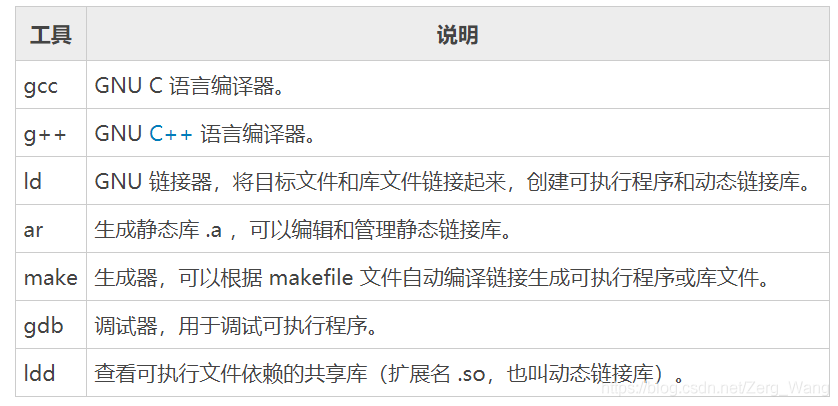 工具 说明
gcc GNU C 语言编译器。
g++ GNU C++ 语言编译器。
ld GNU 链接器，将目标文件和库文件链接起来，创建可执行程序和动态链接库。
ar 生成静态库 .a ，可以编辑和管理静态链接库。
make 生成器，可以根据 makefile 文件自动编译链接生成可执行程序或库文件。
gdb 调试器，用于调试可执行程序。
ldd 查看可执行文件依赖的共享库（扩展名 .so，也叫动态链接库）。
https://blog.csdn.net/Zerg_Wang